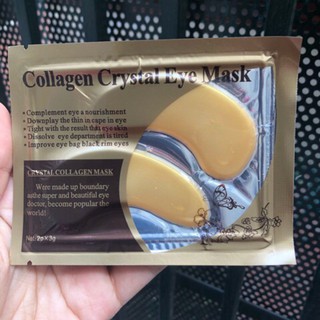 Collagen Crystal Eye Mask
• Complement eye a nourishment
• Downplay the thin in cape in eye
• Tight with the result that eye skin
• Dissolve eye department is tired
• Improve eye bag black rim eyes
CRYSTAL COLLAGEN MASK
Were made up boundary
asthe super and beautiful eye
doctor, become popular the
world!